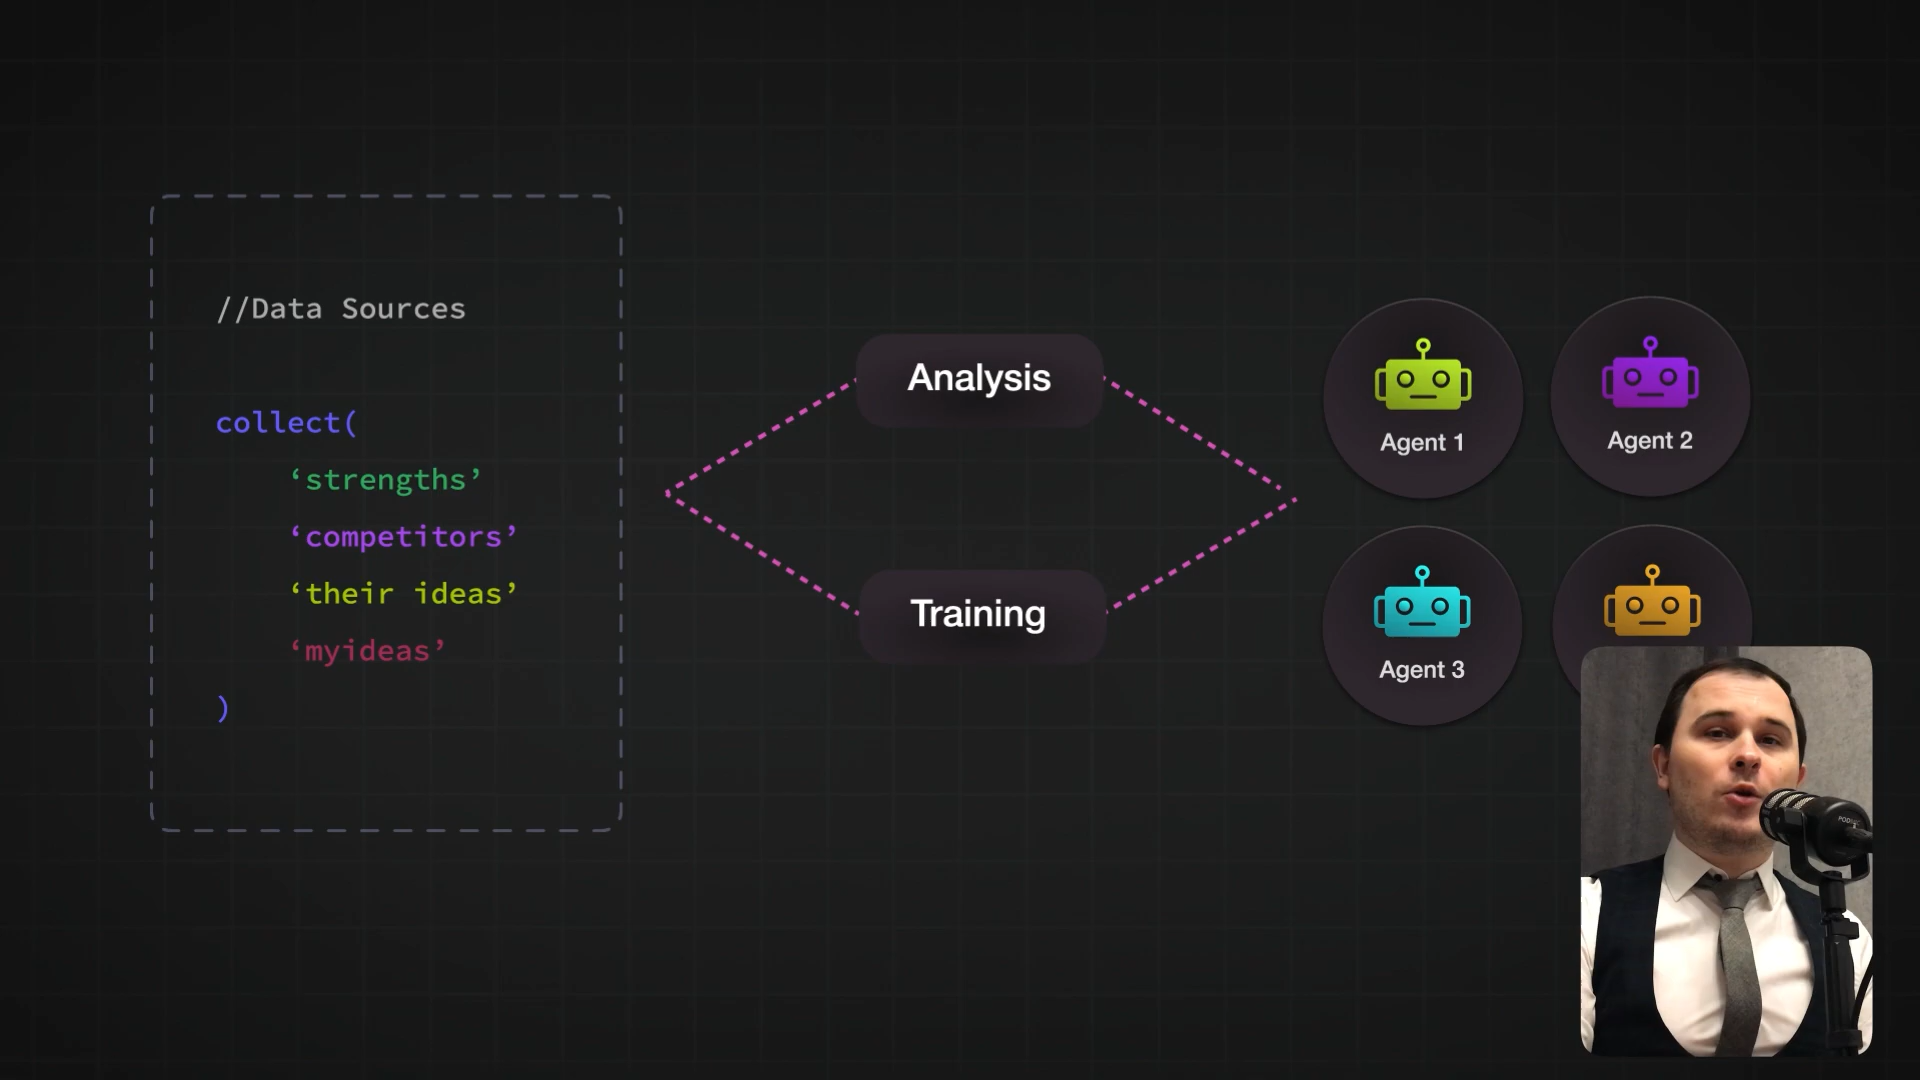 //Data Sources
collect(
‘strengths’
‘competitors’
‘their ideas’
‘myideas’
)
Analysis
Training
Agent 1
Agent 2
Agent 3